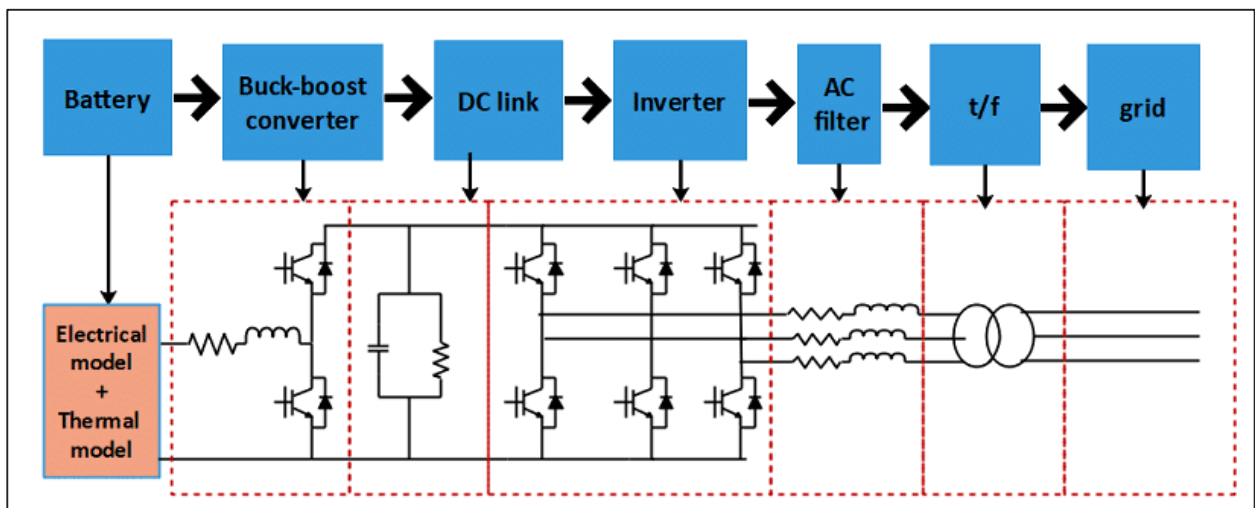 Battery
Buck-boost
converter
DC link
Inverter
AC
filter
t/f
grid
Electrical
model
+
Thermal
model